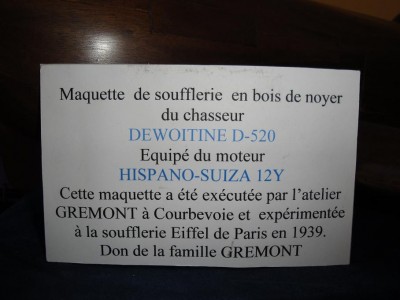 Maquette de soufflerie en bois de noyer
du chasseur
DEWOITINE D-520
Equipé du moteur
HISPANO-SUIZA 12Y
Cette maquette a été exécutée par l'atelier
GREMONT à Courbevoie et expérimentée
à la soufflerie Eiffel de Paris en 1939.
Don de la famille GREMONT